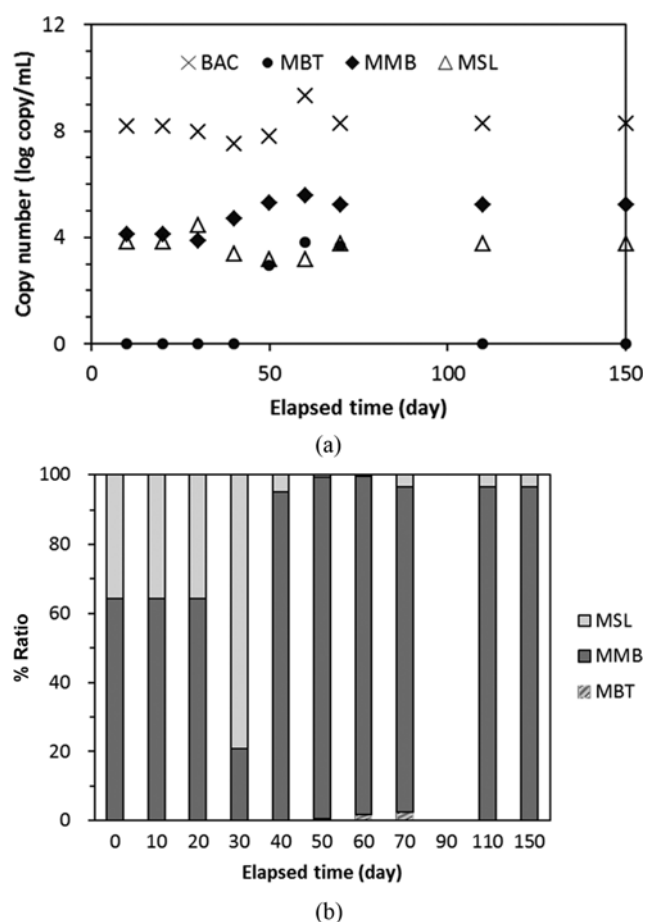 12
BAC MBT MMB MSL
8
4
0
Copy number (log copy/mL)
0 50 100 150
Elapsed time (day)
(a)
100
80
60
40
20
0
% Ratio
MSL
MMB
MBT
0 10 20 30 40 50 60 70 90 110 150
Elapsed time (day)
(b)